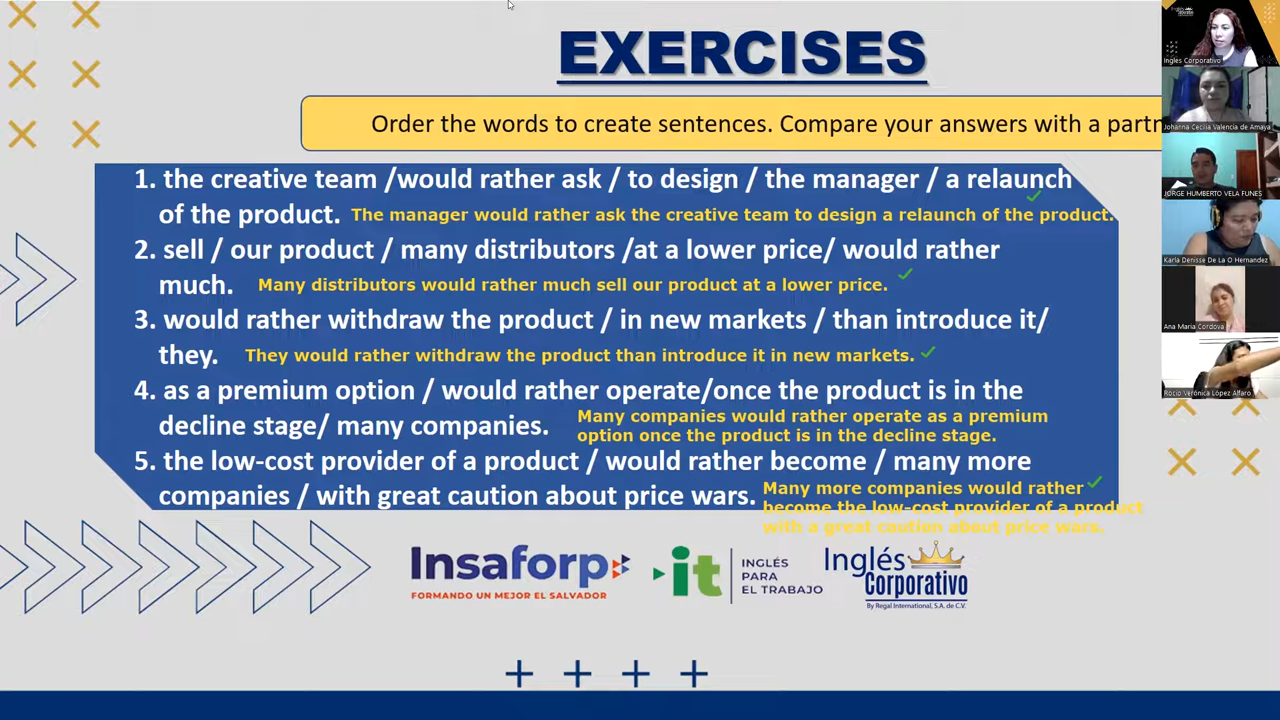 EXERCISES
Order the words to create sentences. Compare your answers with a partn
1. the creative team /would rather ask / to design / the manager / a relaunch
of the product. The manager would rather ask the creative team to design a relaunch of the product.
2. sell / our product / many distributors /at a lower price/ would rather
much. Many distributors would rather much sell our product at a lower price.
3. would rather withdraw the product / in new markets / than introduce it/
they. They would rather withdraw the product than introduce it in new markets.
4. as a premium option / would rather operate/once the product is in the
decline stage/ many companies. Many companies would rather operate as a premium
option once the product is in the decline stage.
5. the low-cost provider of a product / would rather become / many more
companies / with great caution about price wars. Many more companies would rather
become the low-cost provider of a product
with a great caution about price wars.
Insaforp
FORMANDO UN MEJOR EL SALVADOR
it
INGLÉS
PARA
EL TRABAJO
Inglés
Corporativo
By Regal International, S.A. de C.V.
Ingles Corporativo
Johanna Cecilia Valencia de Amaya
JORGE HUMBERTO VELA FUNES
Karla Denisse De La O Hernandez
Ana Maria Cordova
Rocio Verónica López Alfaro